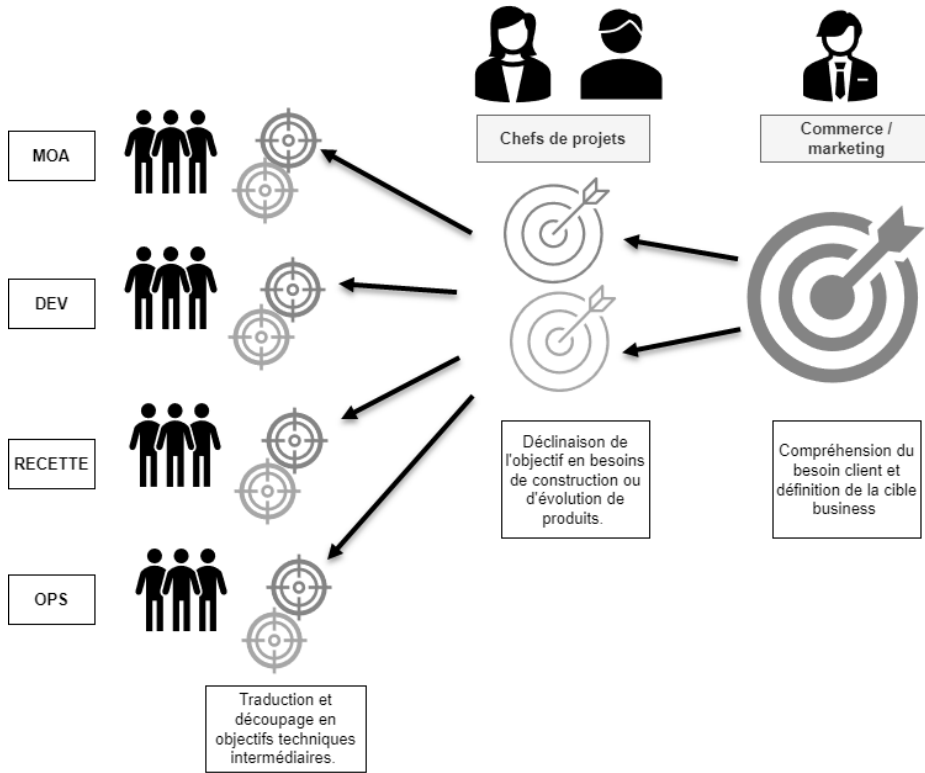 Chefs de projets
Commerce /
marketing
MOA
DEV
RECETTE
OPS
Déclinaison de
l'objectif en besoins
de construction ou
d'évolution de
produits.
Compréhension du
besoin client et
définition de la cible
business
Traduction et
découpage en
objectifs techniques
intermédiaires.